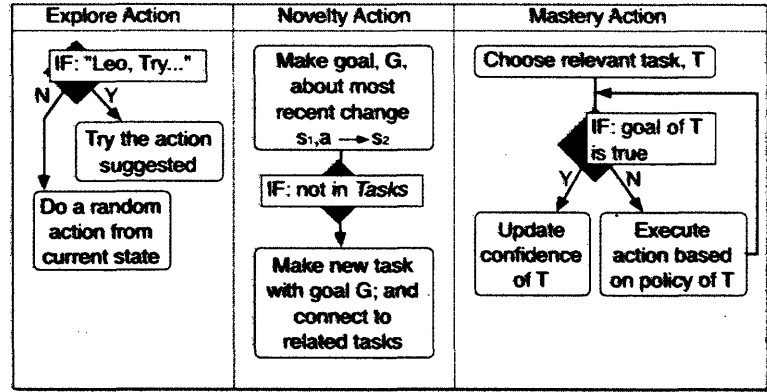 Explore Action
IF: "Leo, Try..."
N
Y
Try the action
suggested
Do a random
action from
current state
Novelty Action
Make goal, G,
about most
recent change
s₁,a → s₂
IF: not in Tasks
Make new task
with goal G; and
connect to
related tasks
Mastery Action
Choose relevant task, T
IF: goal of T
is true
Y
N
Update
confidence
of T
Execute
action based
on policy of T